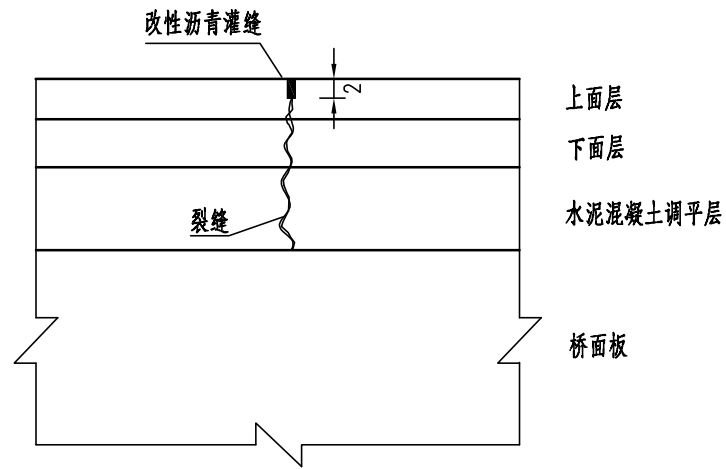 改性沥青灌缝
2
上面层
下面层
裂缝
水泥混凝土调平层
桥面板